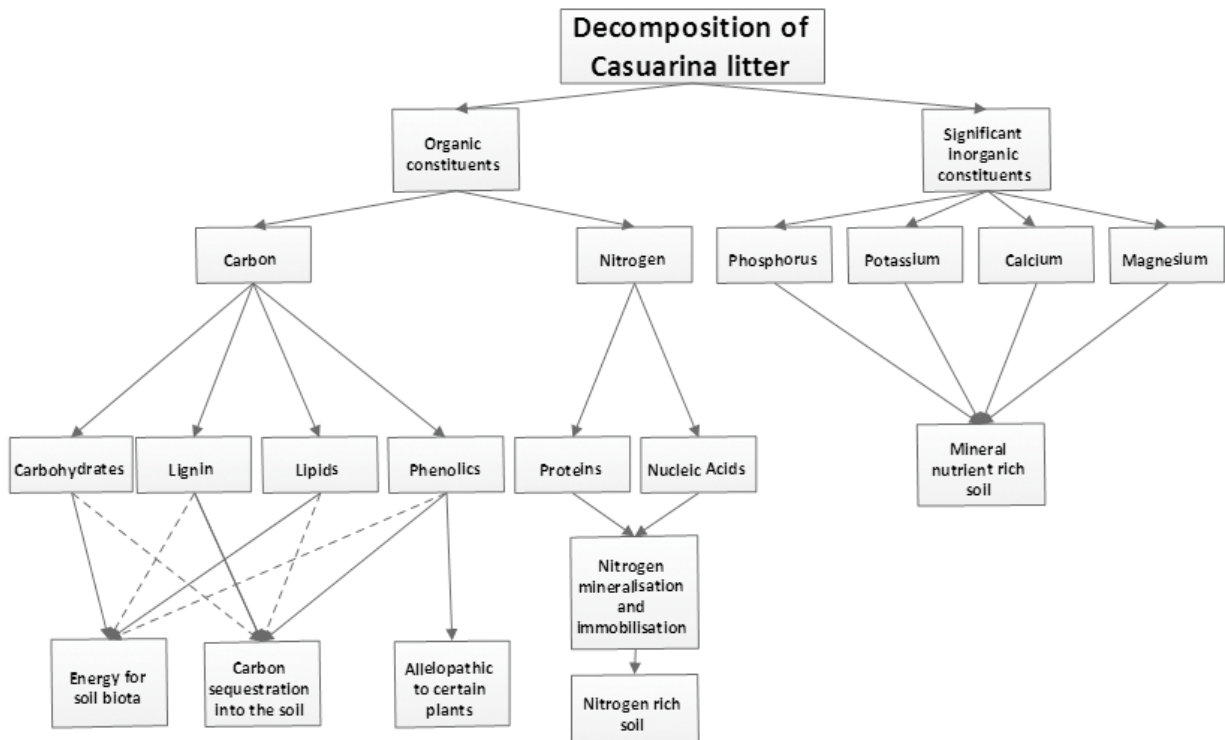 Decomposition of
Casuarina litter
Organic
constituents
Significant
inorganic
constituents
Carbon
Nitrogen
Phosphorus
Potassium
Calcium
Magnesium
Carbohydrates
Lignin
Lipids
Phenolics
Proteins
Nucleic Acids
Mineral
nutrient rich
soil
Nitrogen
mineralisation
and
immobilisation
Energy for
soil biota
Carbon
sequestration
into the soil
Allelopathic
to certain
plants
Nitrogen rich
soil